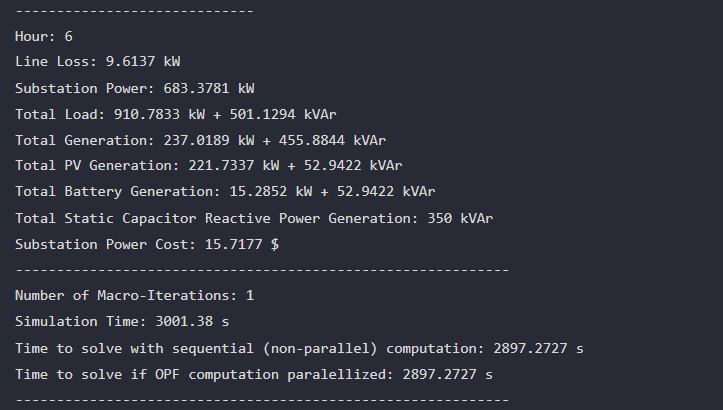 -----------------------------
Hour: 6
Line Loss: 9.6137 kW
Substation Power: 683.3781 kW
Total Load: 910.7833 kW + 501.1294 kVAr
Total Generation: 237.0189 kW + 455.8844 kVAr
Total PV Generation: 221.7337 kW + 52.9422 kVAr
Total Battery Generation: 15.2852 kW + 52.9422 kVAr
Total Static Capacitor Reactive Power Generation: 350 kVAr
Substation Power Cost: 15.7177 $
------------------------------------------------------------
Number of Macro-Iterations: 1
Simulation Time: 3001.38 s
Time to solve with sequential (non-parallel) computation: 2897.2727 s
Time to solve if OPF computation paralellized: 2897.2727 s
------------------------------------------------------------